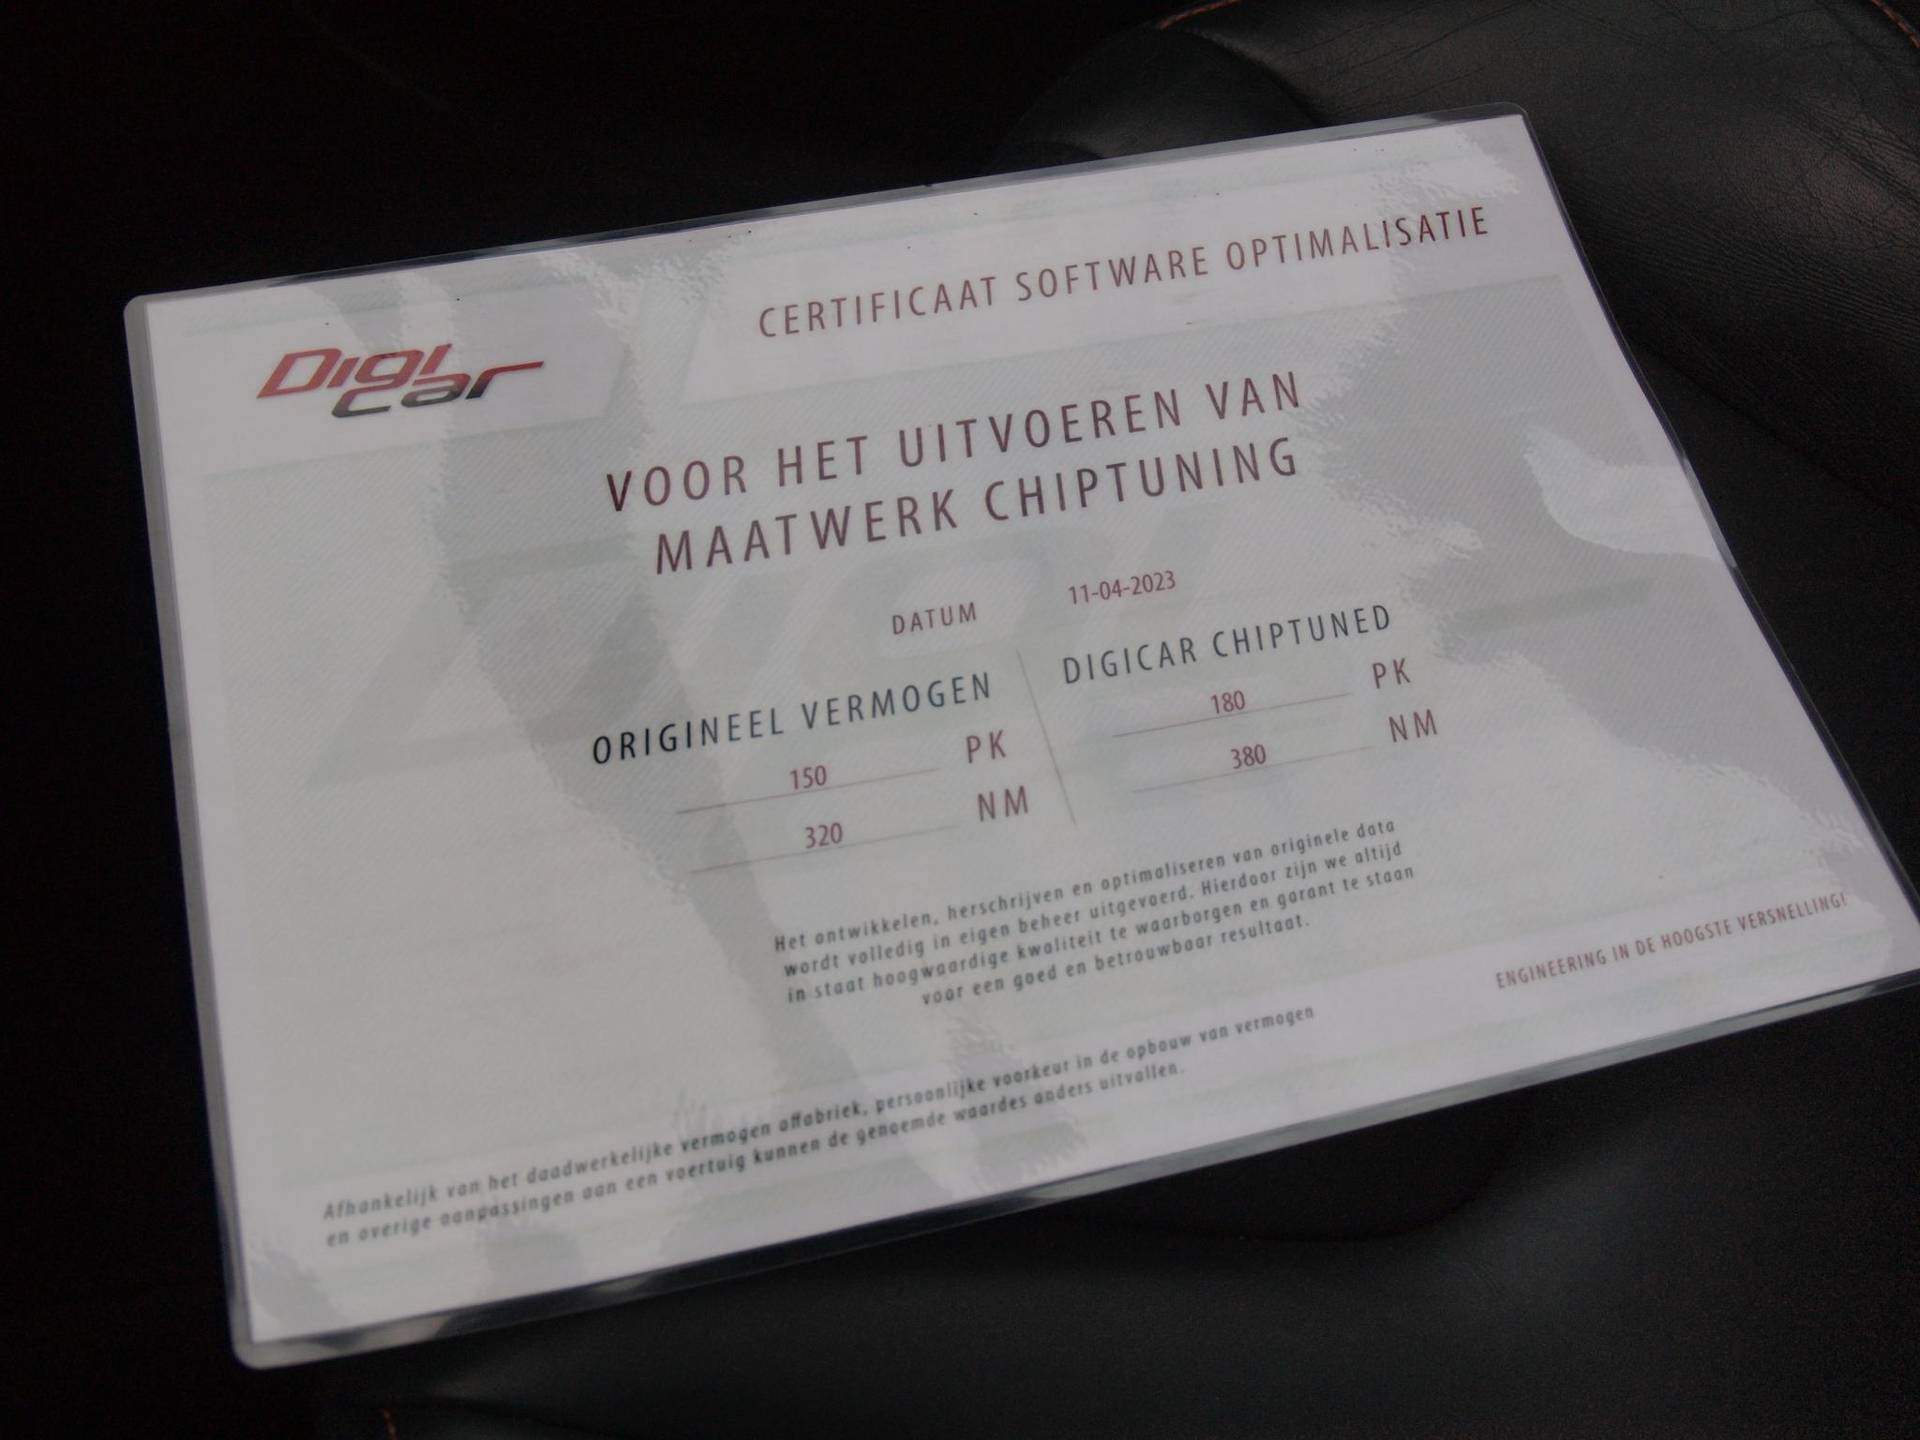 CERTIFICAAT SOFTWARE OPTIMALISATIE
DIGI
car
VOOR HET UITVOEREN VAN
MAATWERK CHIPTUNING
DATUM 11-04-2023
ORIGINEEL VERMOGEN
150 PK
320 NM
DIGICAR CHIPTUNED
180 PK
380 NM
Het ontwikkelen, herschrijven en optimaliseren van originele data
wordt volledig in eigen beheer uitgevoerd. Hierdoor zijn we altijd
in staat hoogwaardige kwaliteit te waarborgen en garant te staan
voor een goed en betrouwbaar resultaat.
ENGINEERING IN DE HOOGSTE VERSNELLING!
Afhankelijk van het daadwerkelijke vermogen affabriek, persoonlijke voorkeur in de opbouw van vermogen
en overige aanpassingen aan een voertuig kunnen de genoemde waardes anders uitvallen.